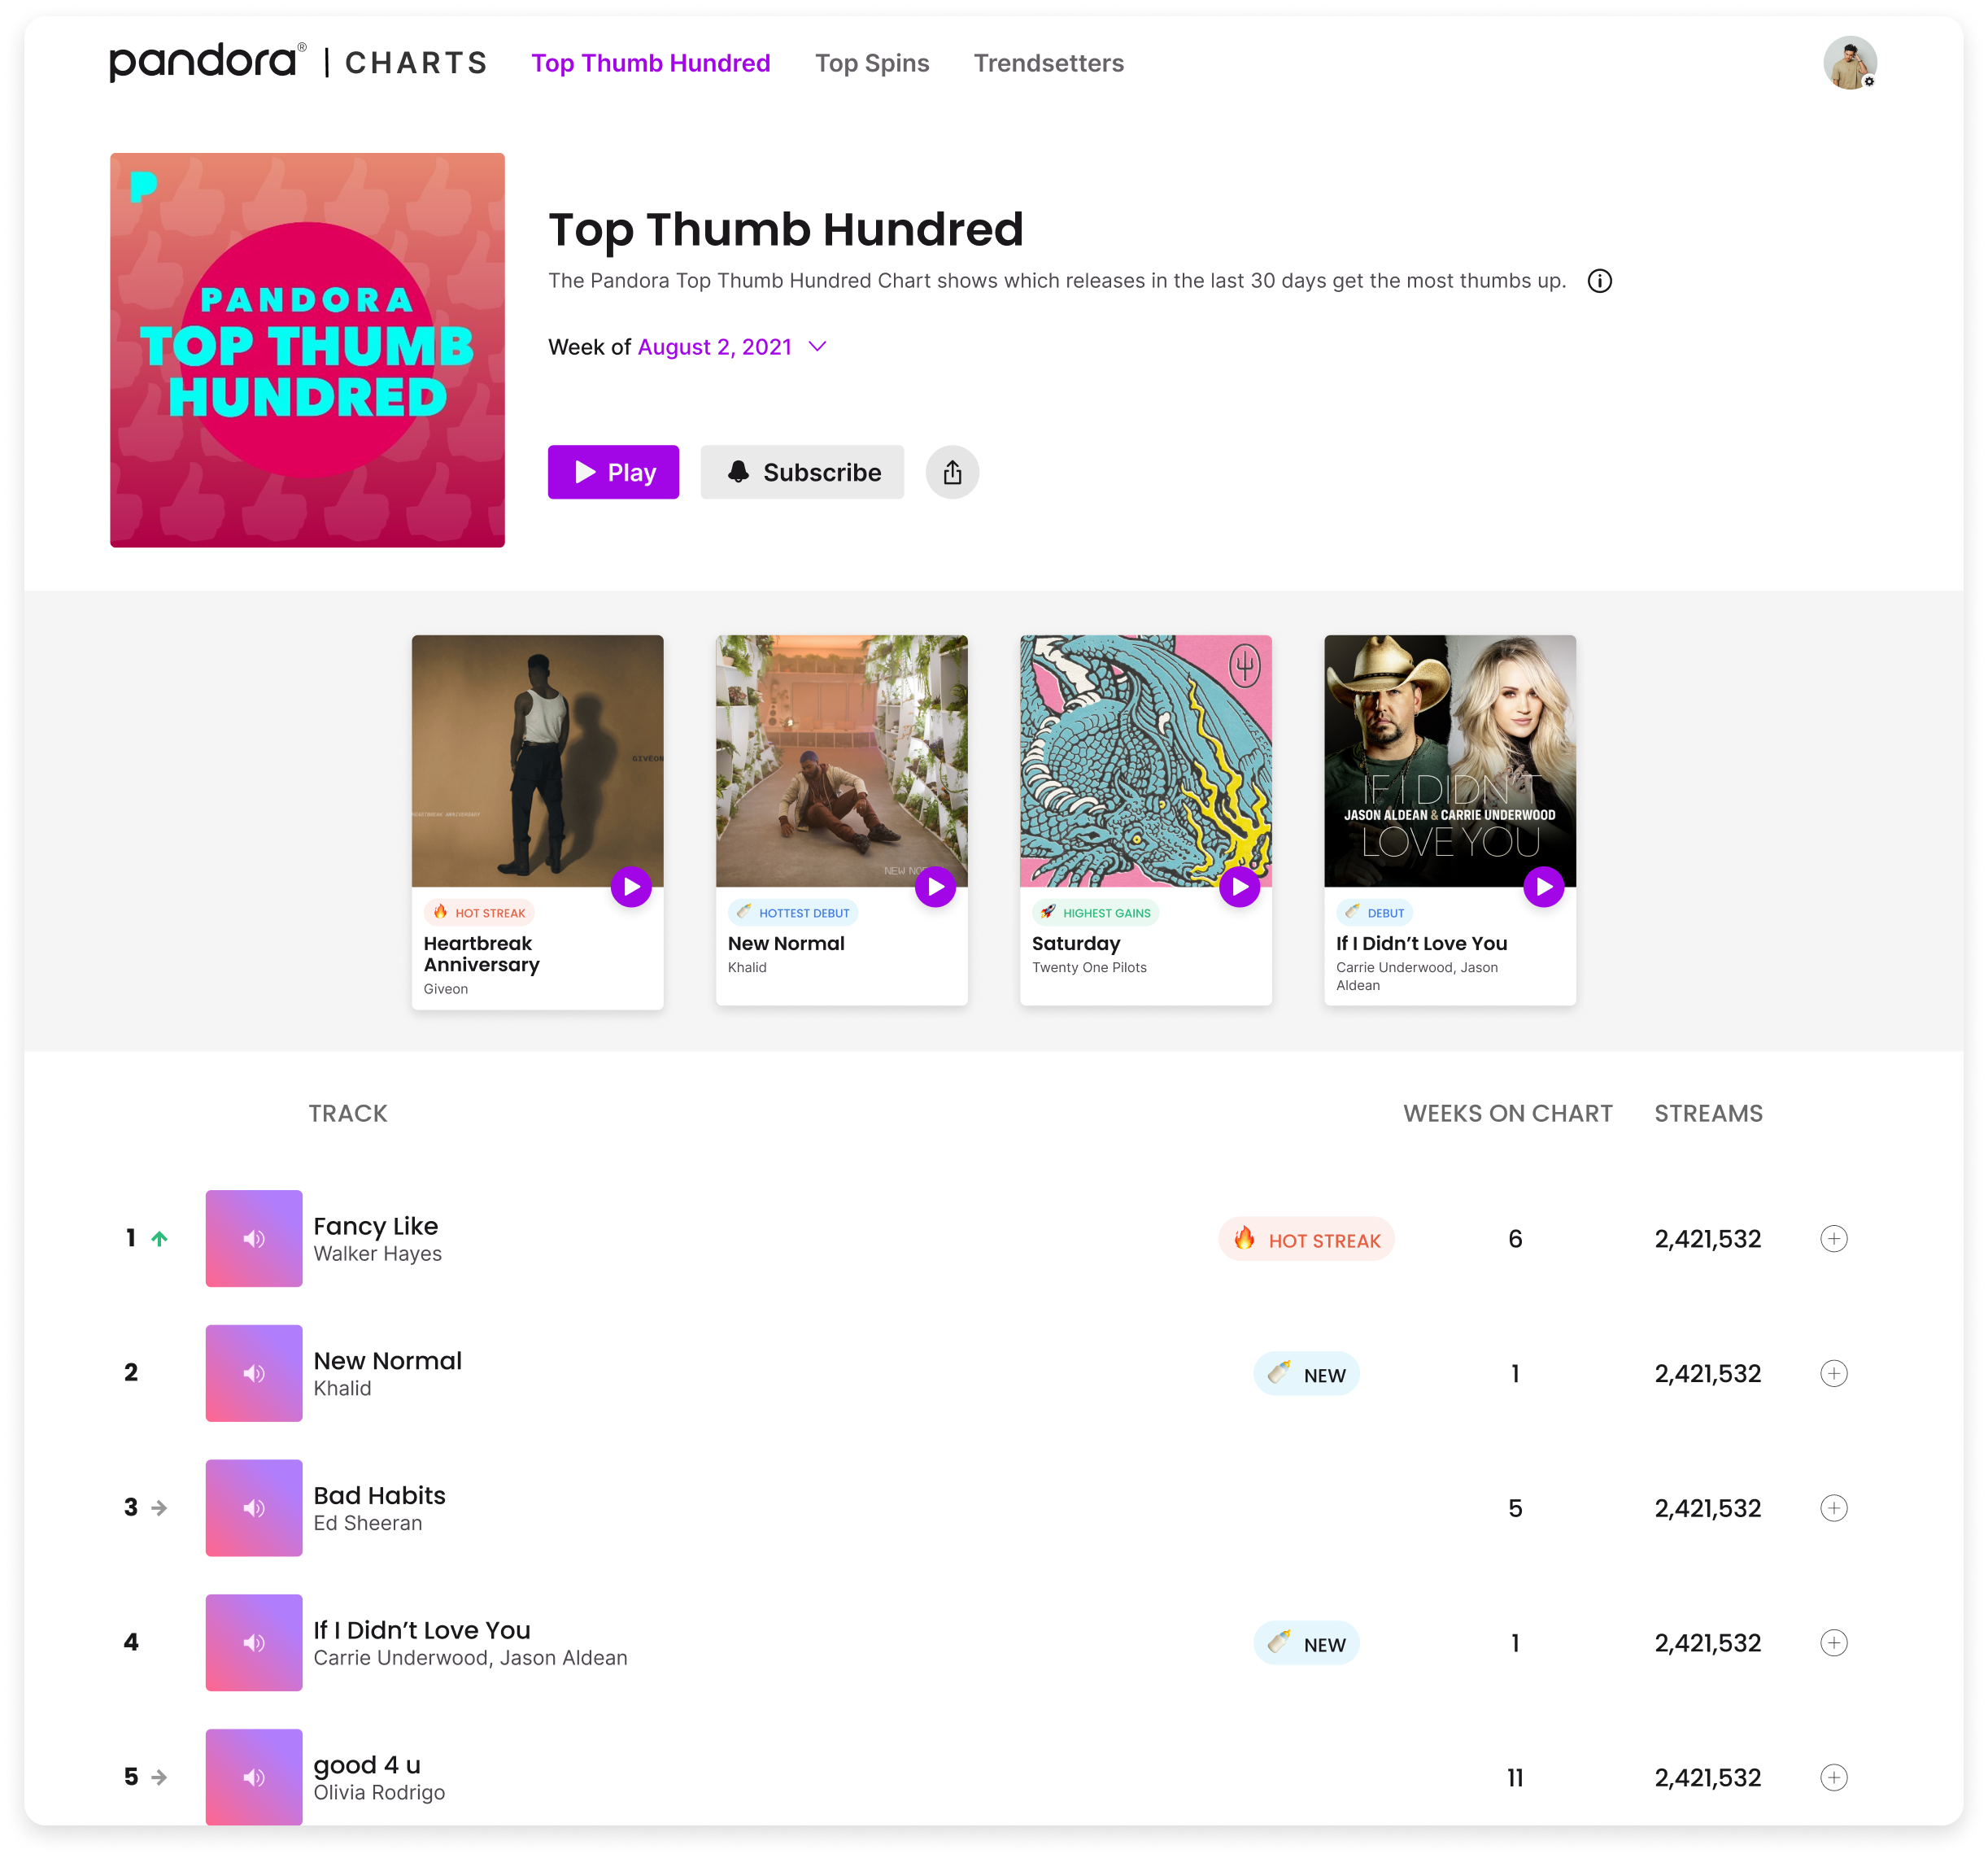 pandora® | CHARTS
Top Thumb Hundred
Top Spins
Trendsetters
P
PANDORA
TOP THUMB
HUNDRED
Top Thumb Hundred
The Pandora Top Thumb Hundred Chart shows which releases in the last 30 days get the most thumbs up.
Week of August 2, 2021
Play
Subscribe
GIVĒON
HEARTBREAK ANNIVERSARY
HOT STREAK
Heartbreak
Anniversary
Giveon
NEW NO
HOTTEST DEBUT
New Normal
Khalid
HIGHEST GAINS
Saturday
Twenty One Pilots
IF I DIDN'T
JASON ALDEAN & CARRIE UNDERWOOD
LOVE YOU
DEBUT
If I Didn’t Love You
Carrie Underwood, Jason
Aldean
TRACK
WEEKS ON CHART
STREAMS
1
Fancy Like
Walker Hayes
HOT STREAK
6
2,421,532
2
New Normal
Khalid
NEW
1
2,421,532
3
Bad Habits
Ed Sheeran
5
2,421,532
4
If I Didn’t Love You
Carrie Underwood, Jason Aldean
NEW
1
2,421,532
5
good 4 u
Olivia Rodrigo
11
2,421,532